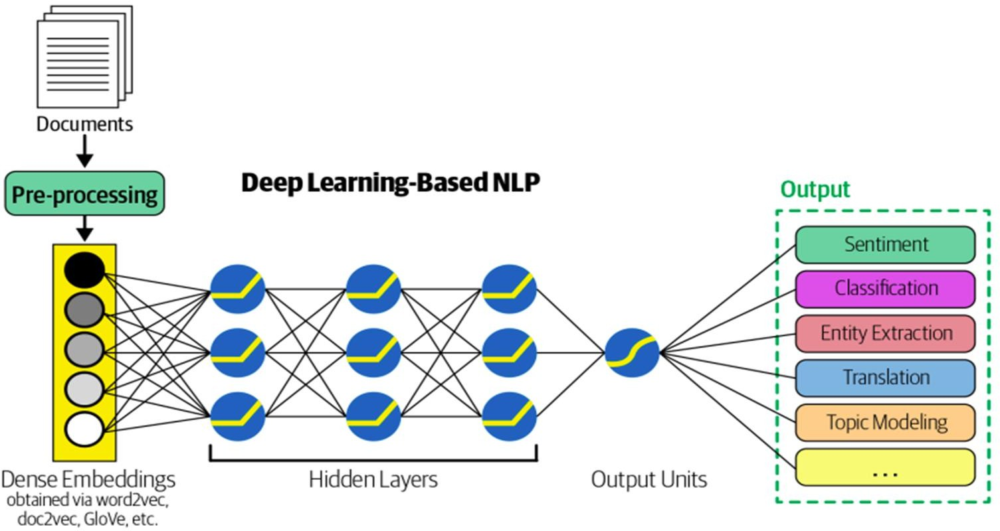 Documents
Pre-processing
Deep Learning-Based NLP
Dense Embeddings
obtained via word2vec,
doc2vec, GloVe, etc.
Hidden Layers
Output Units
Output
Sentiment
Classification
Entity Extraction
Translation
Topic Modeling
...